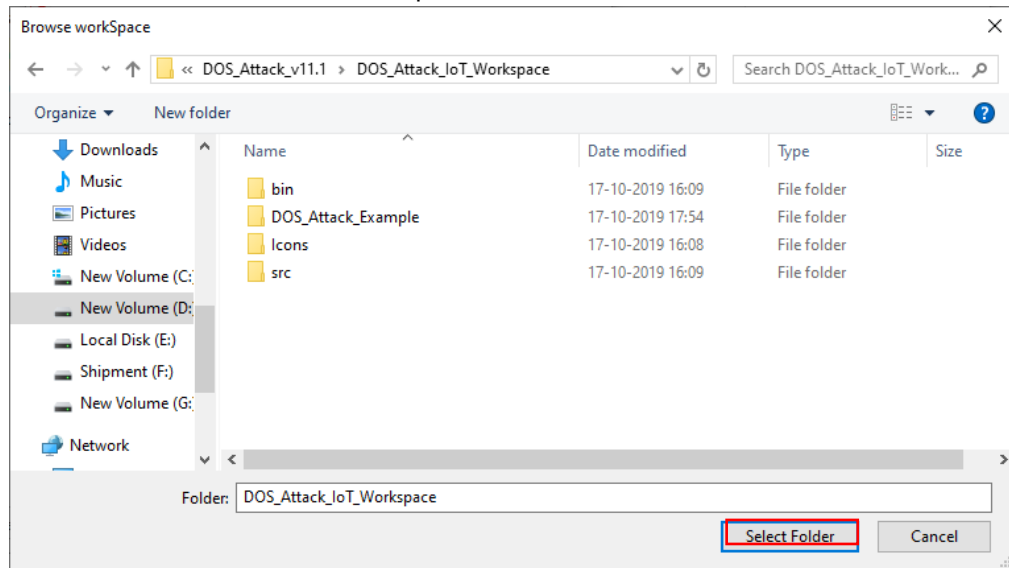 Browse workSpace
« DOS_Attack_v11.1 › DOS_Attack_IoT_Workspace
Search DOS_Attack_IoT_Work...
Organize New folder
Name Date modified Type Size
Downloads
Music
Pictures
Videos
New Volume (C:
New Volume (D:
Local Disk (E:)
Shipment (F:)
New Volume (G:
Network
bin 17-10-2019 16:09 File folder
DOS_Attack_Example 17-10-2019 17:54 File folder
Icons 17-10-2019 16:08 File folder
src 17-10-2019 16:09 File folder
Folder: DOS_Attack_IoT_Workspace
Select Folder Cancel